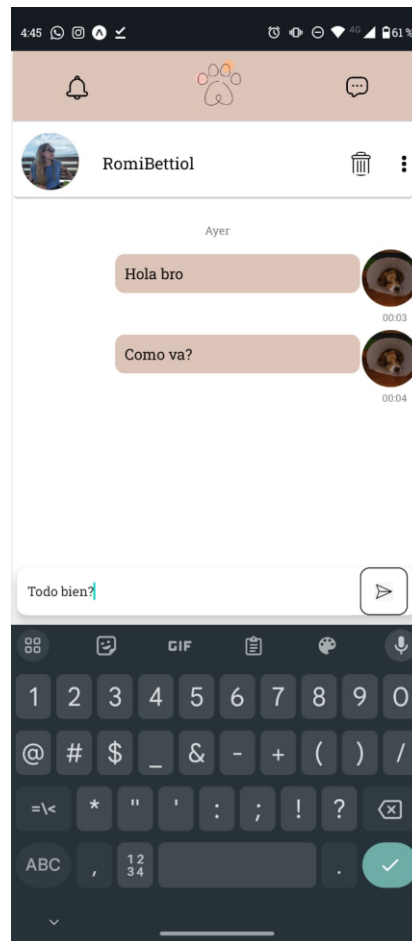 4:45 4G 61%
RomiBettiol
Ayer
Hola bro
00:03
Como va?
00:04
Todo bien?
GIF
1 2 3 4 5 6 7 8 9 0
@ # $ _ & - + ( ) /
=\< * " ' : ; ! ?
ABC , 12 34 .